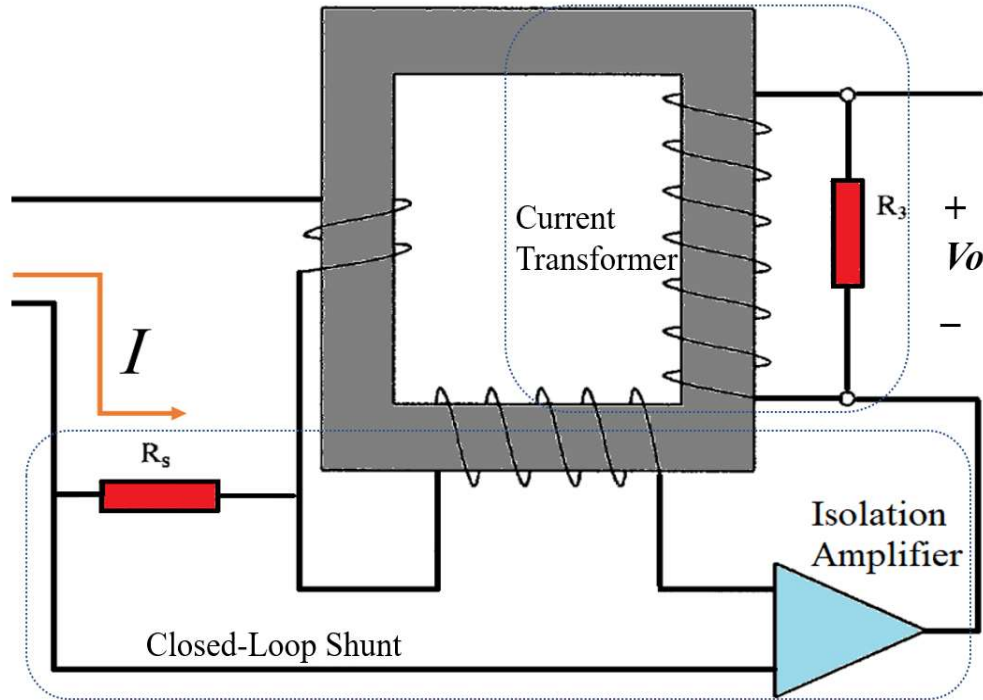 Current
Transformer
R3
+
Vo
−
I
Rs
Isolation
Amplifier
Closed-Loop Shunt